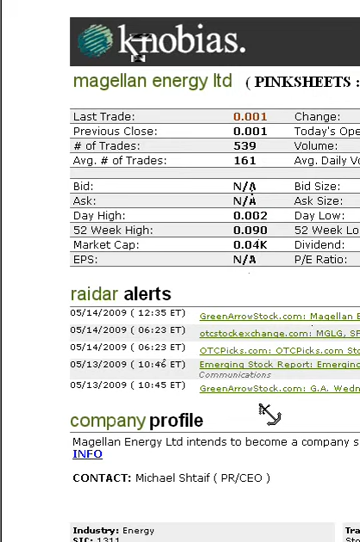 knobias.
magellan energy ltd ( PINKSHEETS :
Last Trade: 0.001 Change:
Previous Close: 0.001 Today's Ope
# of Trades: 539 Volume:
Avg. # of Trades: 161 Avg. Daily Vo
Bid: N/A Bid Size:
Ask: N/A Ask Size:
Day High: 0.002 Day Low:
52 Week High: 0.090 52 Week Lo
Market Cap: 0.04K Dividend:
EPS: N/A P/E Ratio:
raidar alerts
05/14/2009 ( 12:35 ET) GreenArrowStock.com: Magellan E
05/14/2009 ( 06:23 ET) otcstockexchange.com: MGLG, SF
05/14/2009 ( 06:23 ET) OTCPicks.com: OTCPicks.com Sto
05/13/2009 ( 10:46 ET) Emerging Stock Report: Emerging
Communications
05/13/2009 ( 10:45 ET) GreenArrowStock.com: G.A. Wedn
company profile
Magellan Energy Ltd intends to become a company s
INFO
CONTACT: Michael Shtaif ( PR/CEO )
Industry: Energy Tra
SIC: 1311 Sto